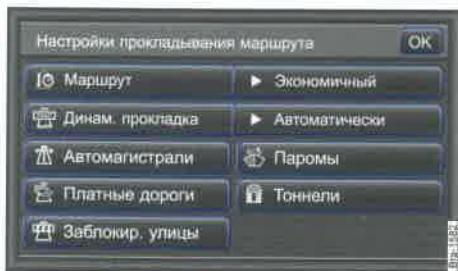 Настройки прокладывания маршрута OK
Маршрут ▶ Экономичный
Динам. прокладка ▶ Автоматически
Автомагистрали Паромы
Платные дороги Тоннели
Заблокир. улицы